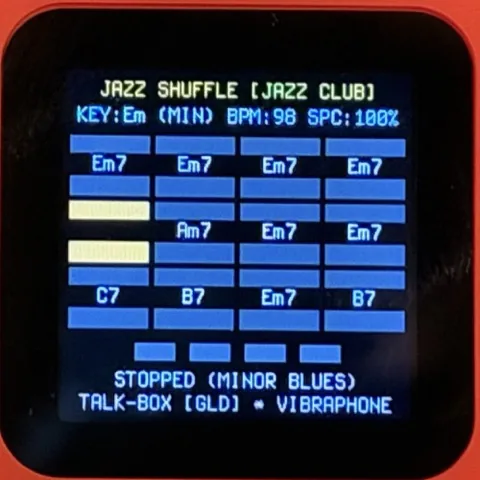 JAZZ SHUFFLE [JAZZ CLUB]
KEY:Em (MIN) BPM:98 SPC:100%
Em7 Em7 Em7 Em7
Am7 Em7 Em7
C7 B7 Em7 B7
STOPPED (MINOR BLUES)
TALK-BOX [GLD] * VIBRAPHONE